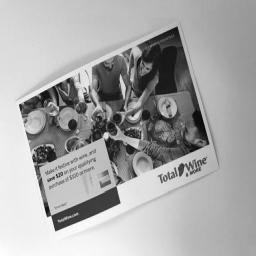 Make it festive with wine, and
save $20 on your qualifying
purchase of $100 or more.
TotalWine.com
Total Wine
& MORE